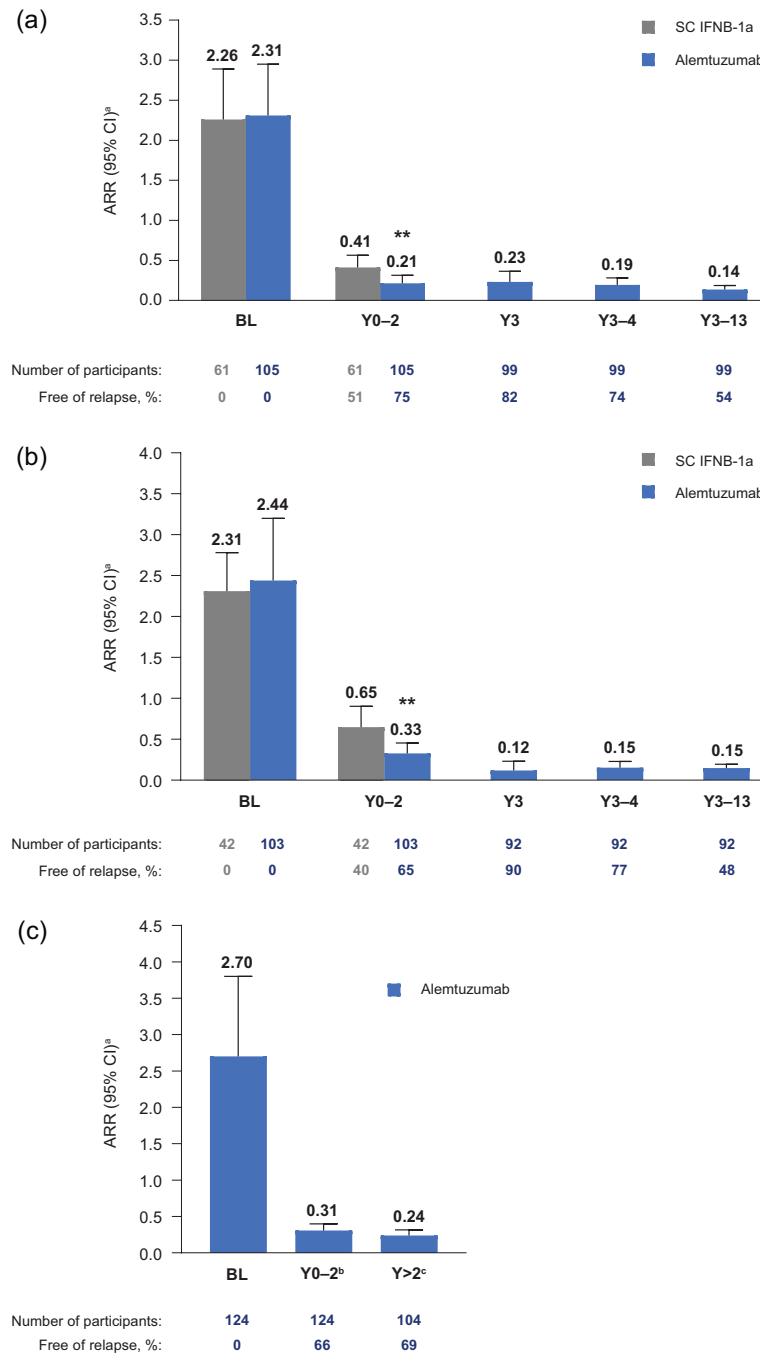 (a)
SC IFNB-1a
Alemtuzumab
ARR (95% CI)ᵃ
3.5
3.0
2.5
2.0
1.5
1.0
0.5
0.0
2.26 2.31
0.41 ** 0.21
0.23
0.19
0.14
BL Y0–2 Y3 Y3–4 Y3–13
Number of participants: 61 105 61 105 99 99 99
Free of relapse, %: 0 0 51 75 82 74 54
(b)
SC IFNB-1a
Alemtuzumab
ARR (95% CI)ᵃ
4.0
3.5
3.0
2.5
2.0
1.5
1.0
0.5
0.0
2.31 2.44
0.65 ** 0.33
0.12
0.15
0.15
BL Y0–2 Y3 Y3–4 Y3–13
Number of participants: 42 103 42 103 92 92 92
Free of relapse, %: 0 0 40 65 90 77 48
(c)
Alemtuzumab
ARR (95% CI)ᵃ
4.5
4.0
3.5
3.0
2.5
2.0
1.5
1.0
0.5
0.0
2.70
0.31
0.24
BL Y0–2ᵇ Y>2ᶜ
Number of participants: 124 124 104
Free of relapse, %: 0 66 69